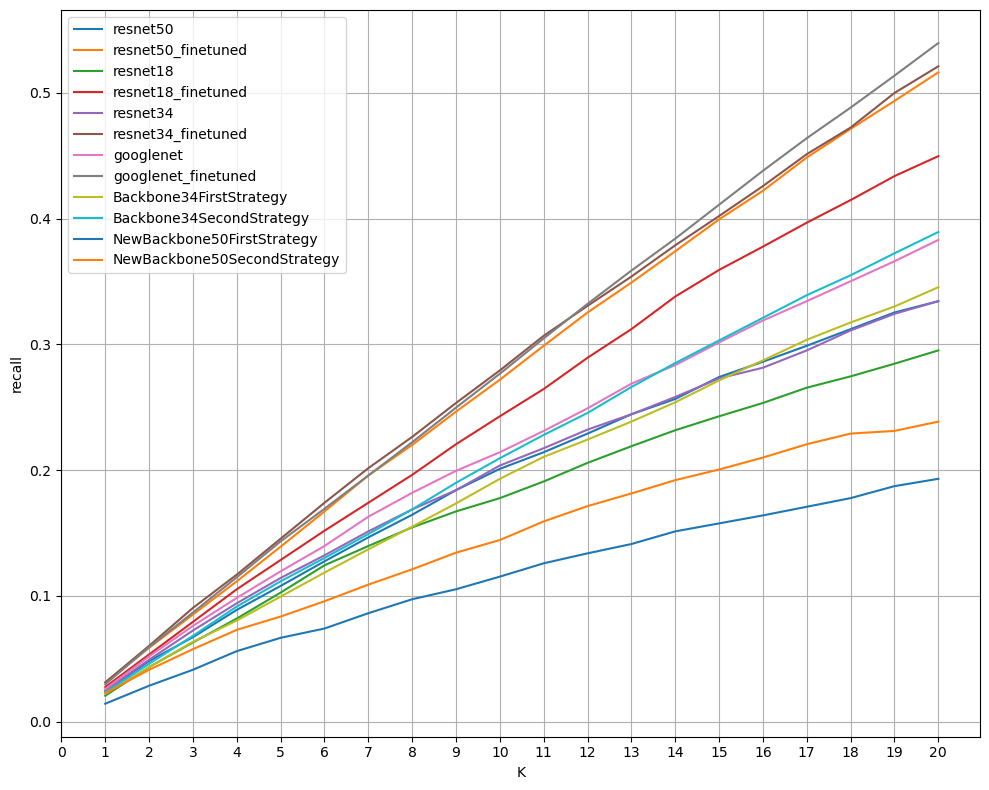 resnet50
resnet50_finetuned
resnet18
resnet18_finetuned
resnet34
resnet34_finetuned
googlenet
googlenet_finetuned
Backbone34FirstStrategy
Backbone34SecondStrategy
NewBackbone50FirstStrategy
NewBackbone50SecondStrategy
0.5
0.4
0.3
0.2
0.1
0.0
recall
0 1 2 3 4 5 6 7 8 9 10 11 12 13 14 15 16 17 18 19 20
K